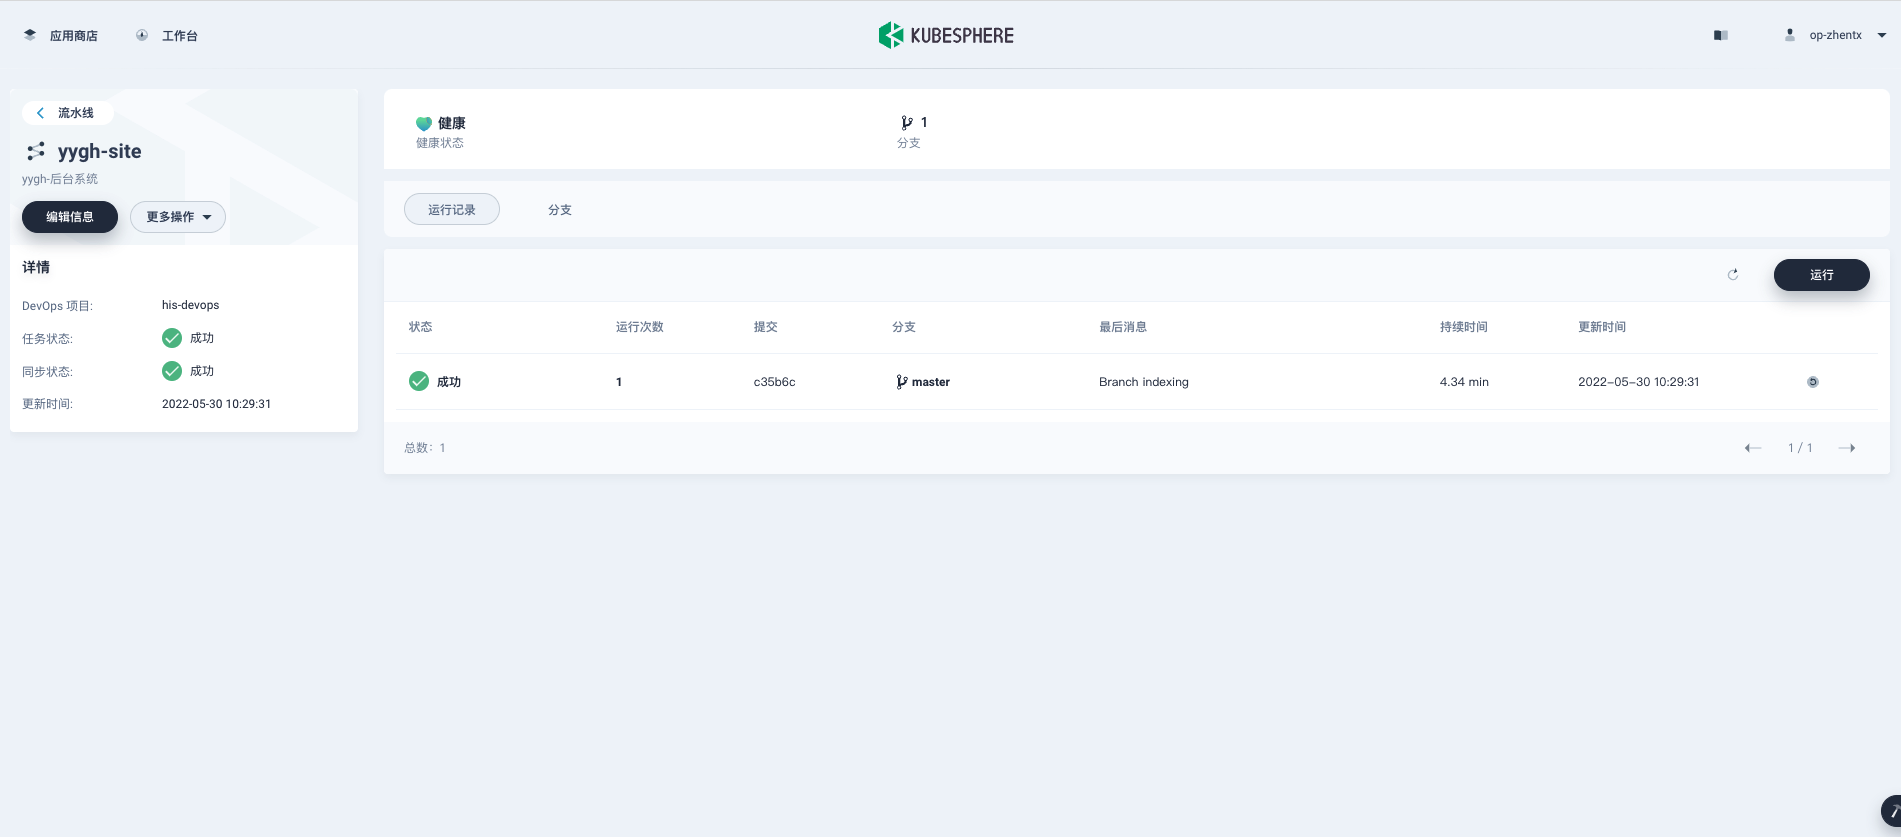 应用商店
工作台
KUBESPHERE
op-zhentx
流水线
yygh-site
yygh-后台系统
编辑信息
更多操作
详情
DevOps 项目:
his-devops
任务状态:
成功
同步状态:
成功
更新时间:
2022-05-30 10:29:31
健康
健康状态
1
分支
运行记录
分支
运行
状态 运行次数 提交 分支 最后消息 持续时间 更新时间
成功 1 c35b6c master Branch indexing 4.34 min 2022-05-30 10:29:31
总数: 1
1 / 1